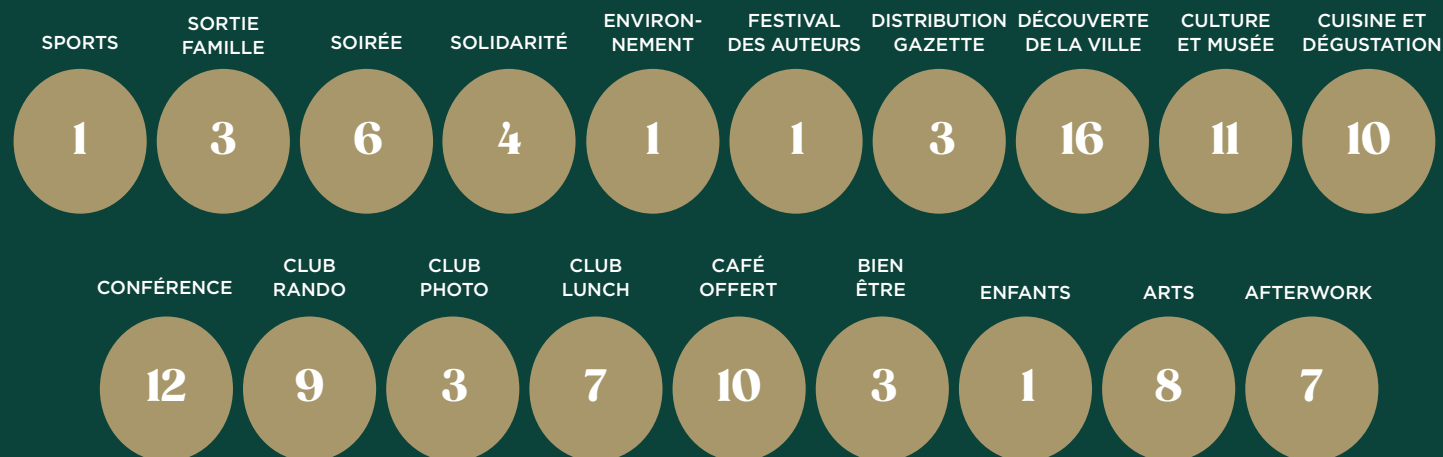 SPORTS
SORTIE
FAMILLE
SOIRÉE
SOLIDARITÉ
ENVIRON-
NEMENT
FESTIVAL
DES AUTEURS
DISTRIBUTION
GAZETTE
DÉCOUVERTE
DE LA VILLE
CULTURE
ET MUSÉE
CUISINE ET
DÉGUSTATION
1
3
6
4
1
1
3
16
11
10
CONFÉRENCE
CLUB
RANDO
CLUB
PHOTO
CLUB
LUNCH
CAFÉ
OFFERT
BIEN
ÊTRE
ENFANTS
ARTS
AFTERWORK
12
9
3
7
10
3
1
8
7